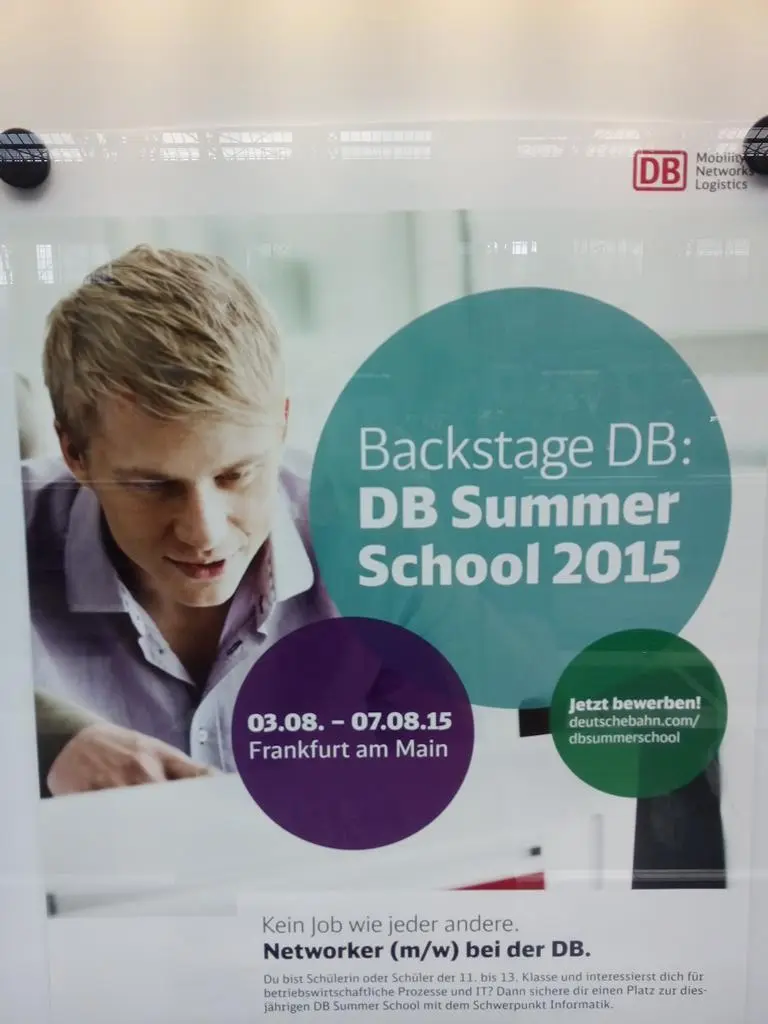 DB
Mobility
Networks
Logistics
Backstage DB:
DB Summer
School 2015
03.08. – 07.08.15
Frankfurt am Main
Jetzt bewerben!
deutschebahn.com/
dbsummerschool
Kein Job wie jeder andere.
Networker (m/w) bei der DB.
Du bist Schülerin oder Schüler der 11. bis 13. Klasse und interessierst dich für
betriebswirtschaftliche Prozesse und IT? Dann sichere dir einen Platz zur dies-
jährigen DB Summer School mit dem Schwerpunkt Informatik.